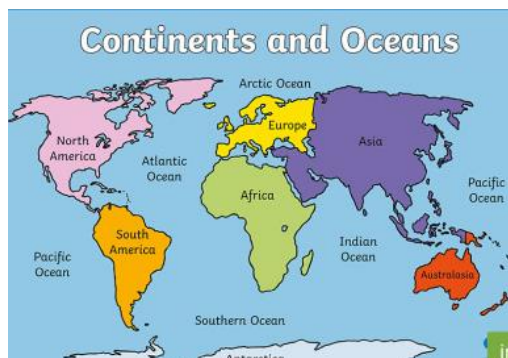 Continents and Oceans
Arctic Ocean
Europe
North
America
Asia
Atlantic
Ocean
Pacific
Ocean
Africa
South
America
Indian
Ocean
Pacific
Ocean
Australasia
Southern Ocean
Antarctica